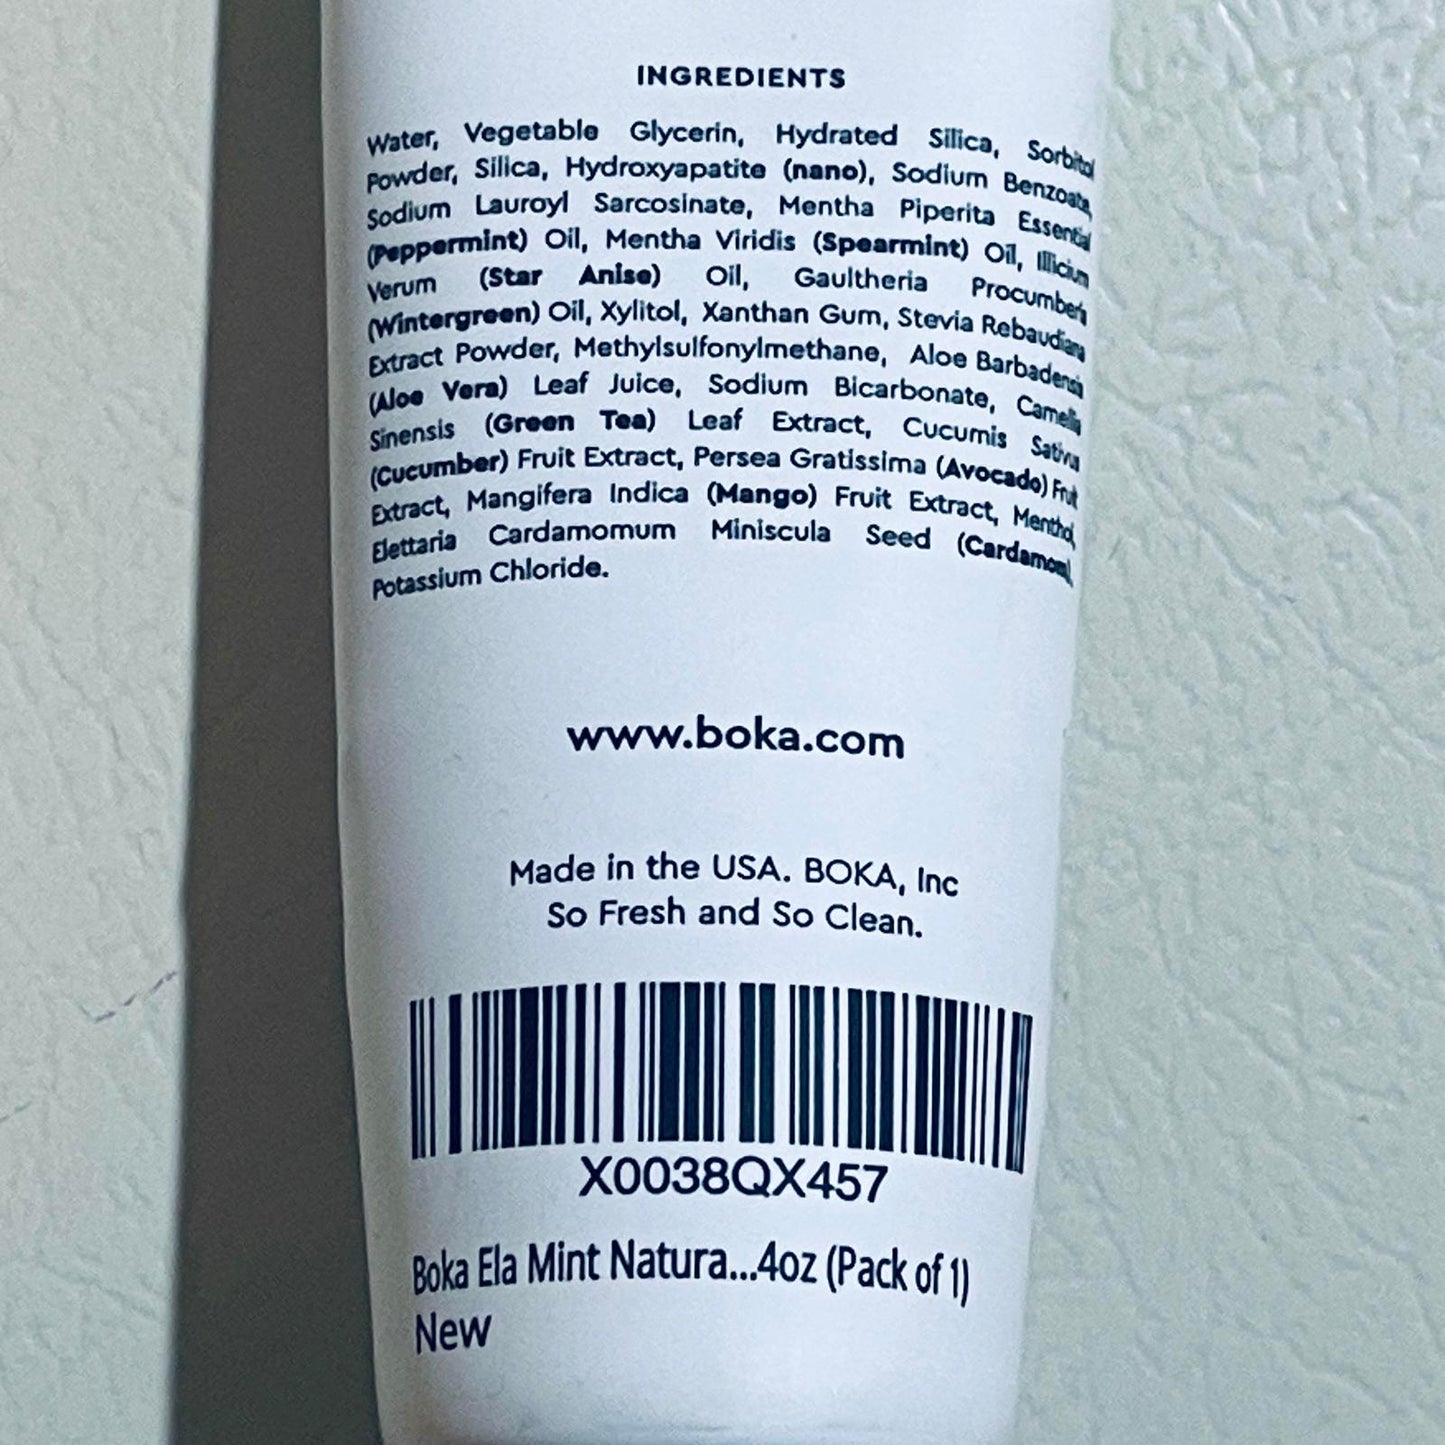 INGREDIENTS
Water, Vegetable Glycerin, Hydrated Silica, Sorbitol
Powder, Silica, Hydroxyapatite (nano), Sodium Benzoate,
Sodium Lauroyl Sarcosinate, Mentha Piperita Essential
(Peppermint) Oil, Mentha Viridis (Spearmint) Oil, Illicium
Verum (Star Anise) Oil, Gaultheria Procumbens
(Wintergreen) Oil, Xylitol, Xanthan Gum, Stevia Rebaudiana
Extract Powder, Methylsulfonylmethane, Aloe Barbadensis
(Aloe Vera) Leaf Juice, Sodium Bicarbonate, Camellia
Sinensis (Green Tea) Leaf Extract, Cucumis Sativus
(Cucumber) Fruit Extract, Persea Gratissima (Avocado) Fruit
Extract, Mangifera Indica (Mango) Fruit Extract, Menthol,
Elettaria Cardamomum Miniscula Seed (Cardamom),
Potassium Chloride.
www.boka.com
Made in the USA. BOKA, Inc
So Fresh and So Clean.
X0038QX457
Boka Ela Mint Natura...4oz (Pack of 1)
New